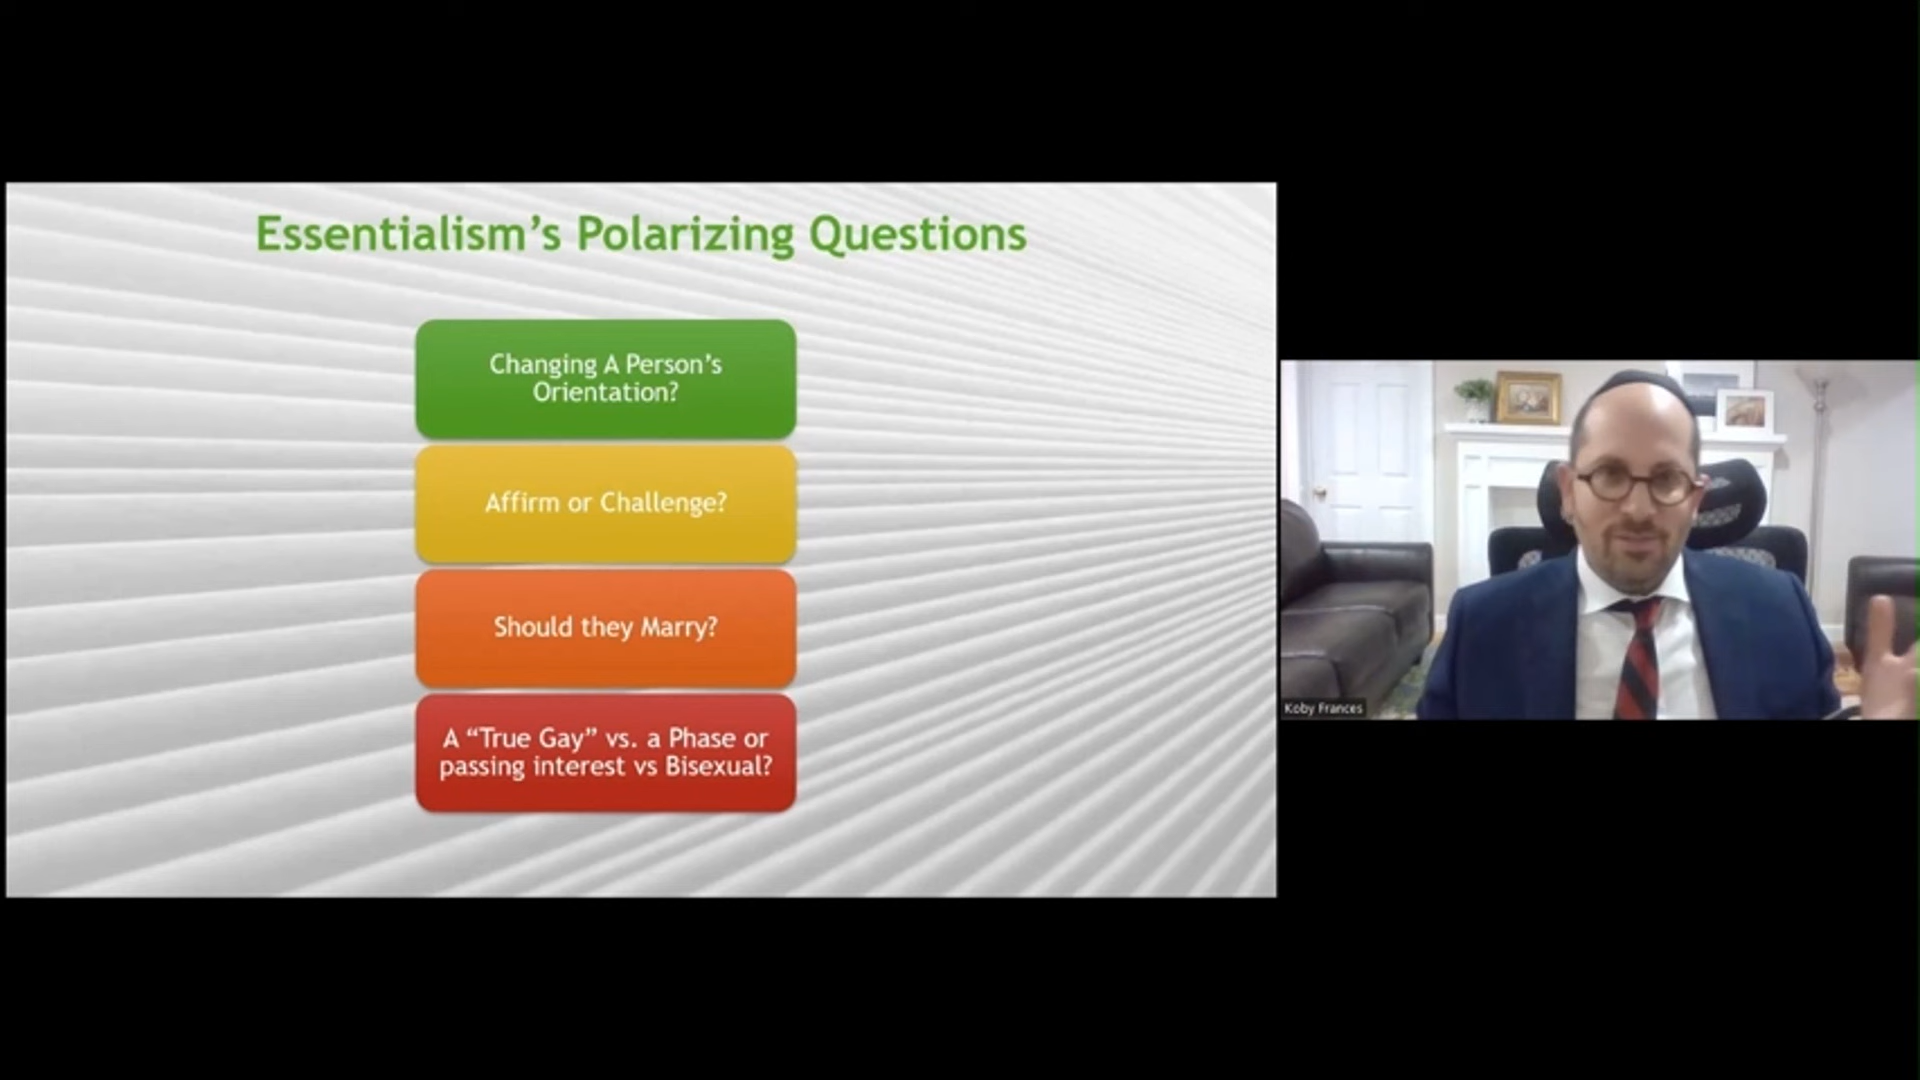 Essentialism’s Polarizing Questions
Changing A Person’s
Orientation?
Affirm or Challenge?
Should they Marry?
A “True Gay” vs. a Phase or
passing interest vs Bisexual?
Koby Frances